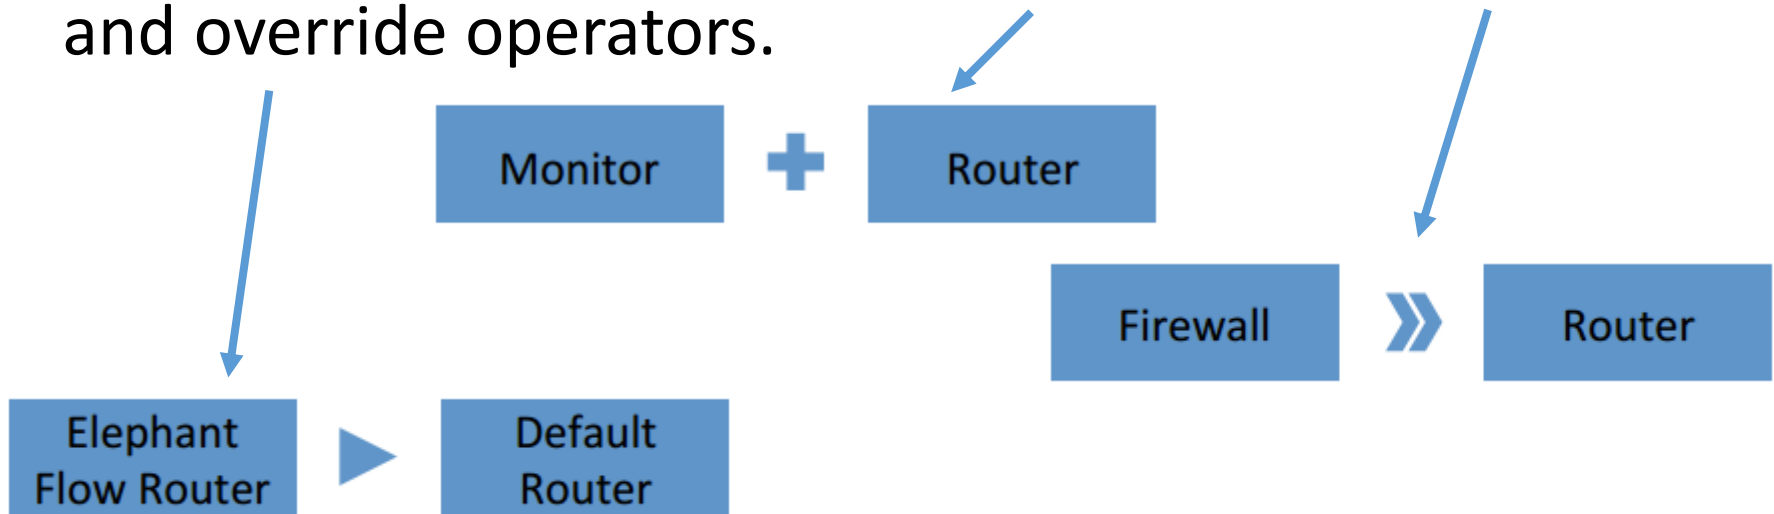 and override operators.
Monitor
Router
Firewall
Router
Elephant
Flow Router
Default
Router